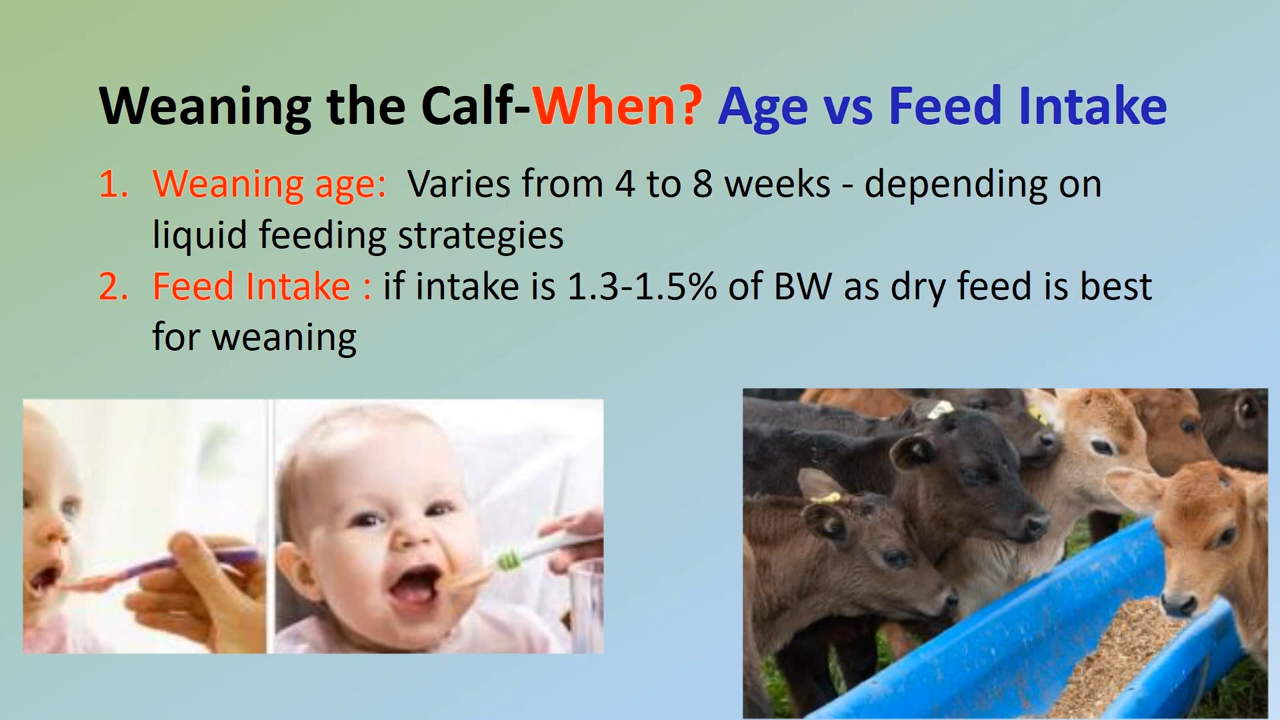 Weaning the Calf-When? Age vs Feed Intake
1. Weaning age: Varies from 4 to 8 weeks - depending on
liquid feeding strategies
2. Feed Intake : if intake is 1.3-1.5% of BW as dry feed is best
for weaning